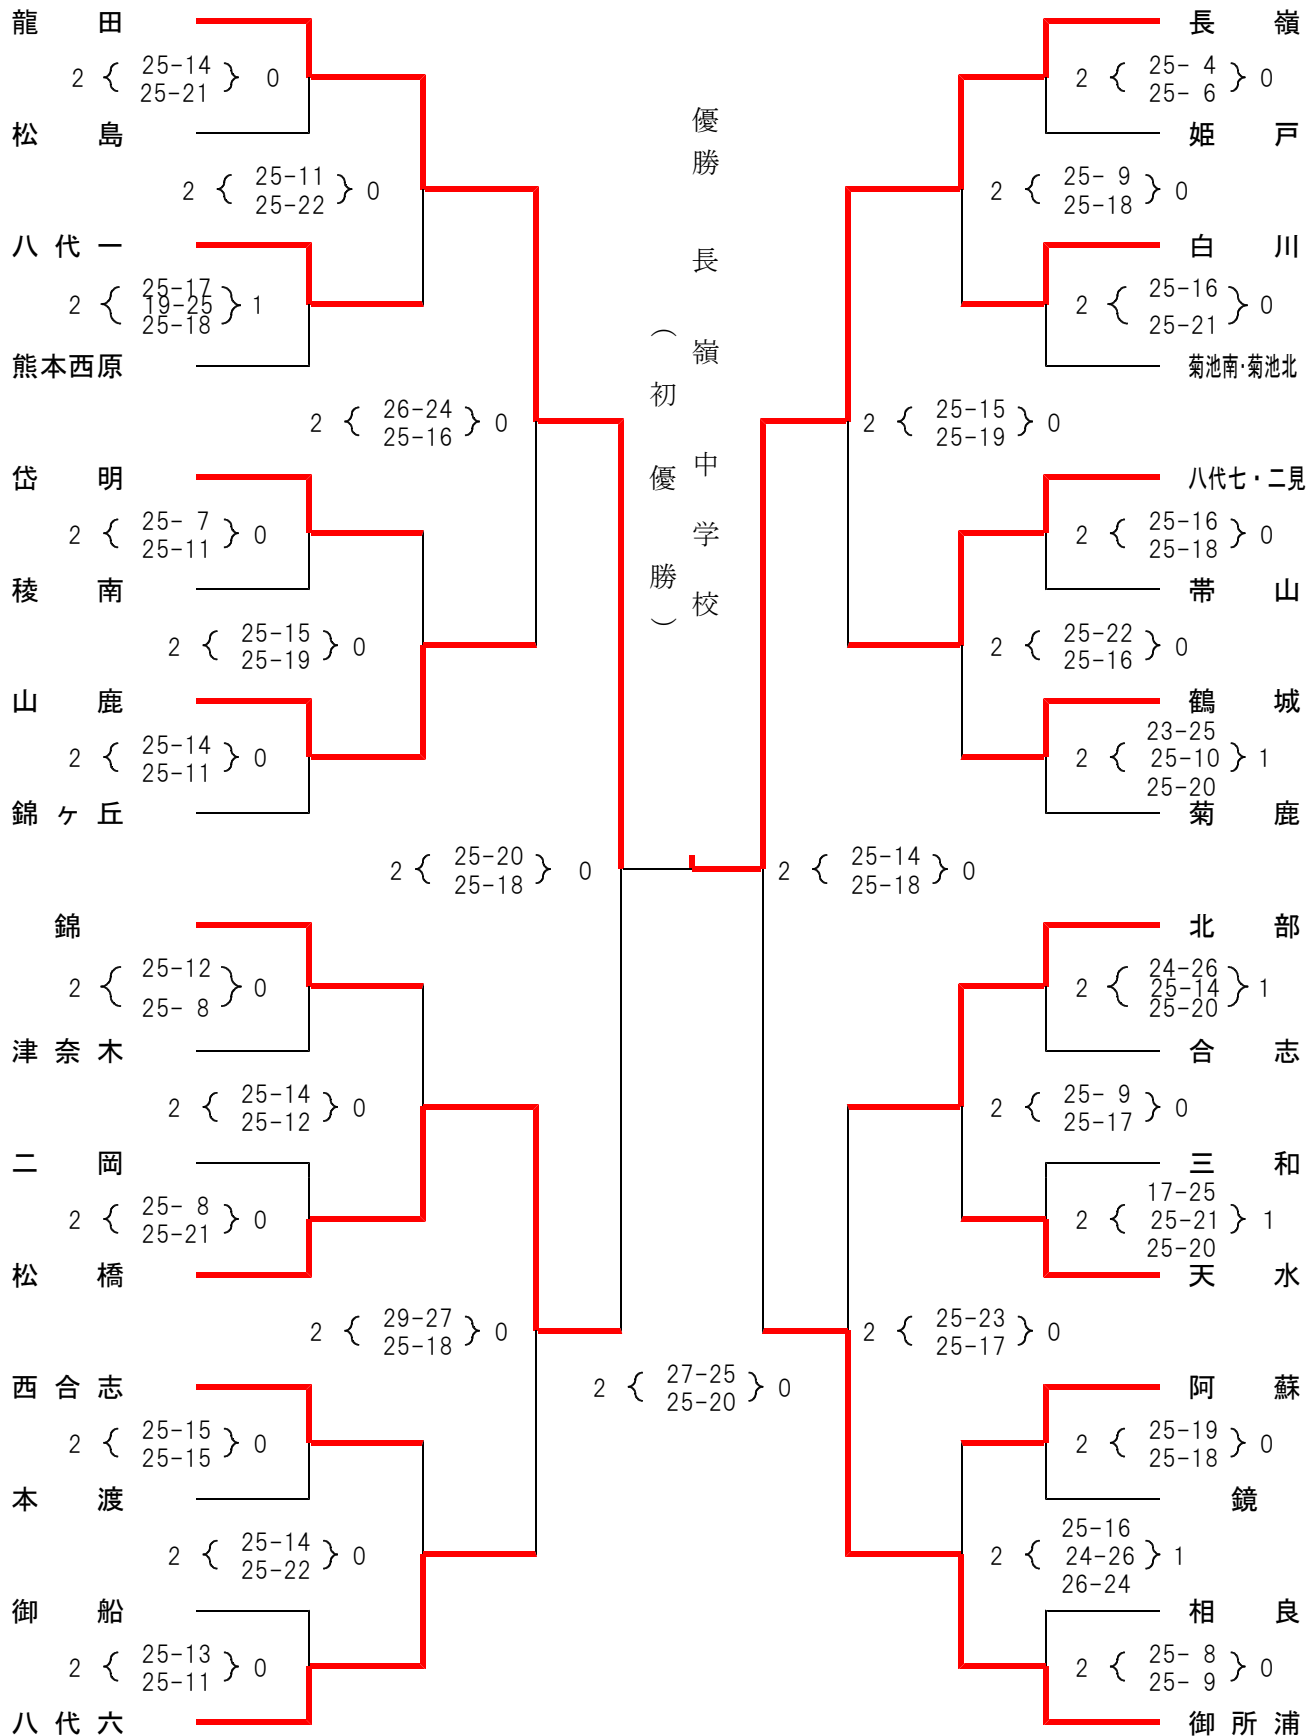 龍田
2 { 25-14 25-21 } 0
松島
2 { 25-11 25-22 } 0
八代一
2 { 25-17 19-25 25-18 } 1
熊本西原
2 { 26-24 25-16 } 0
岱明
2 { 25- 7 25-11 } 0
稜南
2 { 25-15 25-19 } 0
山鹿
2 { 25-14 25-11 } 0
錦ヶ丘
2 { 25-20 25-18 } 0
錦
2 { 25-12 25- 8 } 0
津奈木
2 { 25-14 25-12 } 0
二岡
2 { 25- 8 25-21 } 0
松橋
2 { 29-27 25-18 } 0
西合志
2 { 25-15 25-15 } 0
本渡
2 { 25-14 25-22 } 0
御船
2 { 25-13 25-11 } 0
八代六
優勝 長嶺中学校
(初優勝)
2 { 27-25 25-20 } 0
長嶺
2 { 25- 4 25- 6 } 0
姫戸
2 { 25- 9 25-18 } 0
白川
2 { 25-16 25-21 } 0
菊池南・菊池北
2 { 25-15 25-19 } 0
八代七・二見
2 { 25-16 25-18 } 0
帯山
2 { 25-22 25-16 } 0
鶴城
2 { 23-25 25-10 25-20 } 1
菊鹿
2 { 25-14 25-18 } 0
北部
2 { 24-26 25-14 25-20 } 1
合志
2 { 25- 9 25-17 } 0
三和
2 { 17-25 25-21 25-20 } 1
天水
2 { 25-23 25-17 } 0
阿蘇
2 { 25-19 25-18 } 0
鏡
2 { 25-16 24-26 26-24 } 1
相良
2 { 25- 8 25- 9 } 0
御所浦